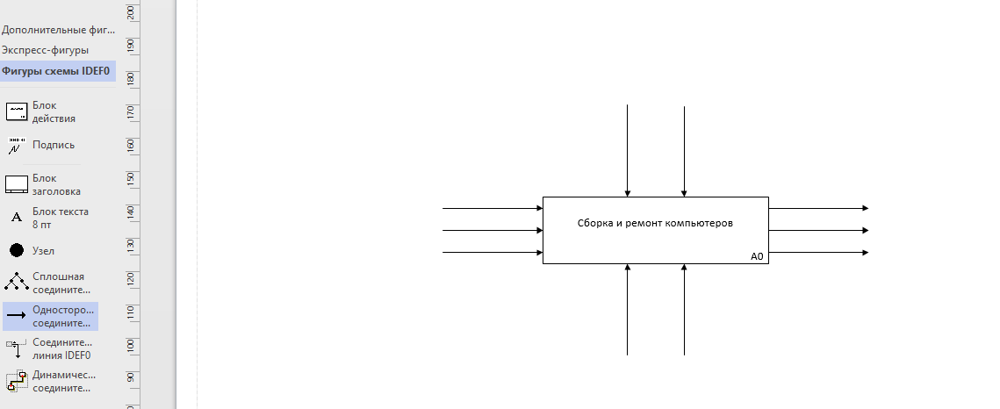 Дополнительные фиг...
Экспресс-фигуры
Фигуры схемы IDEF0
Блок
действия
Подпись
Блок
заголовка
Блок текста
8 пт
Узел
Сплошная
соедините...
Односторо...
соедините...
Соедините...
линия IDEF0
Динамичес...
соедините...
200
190
180
170
160
150
140
130
120
110
100
90
Сборка и ремонт компьютеров
A0